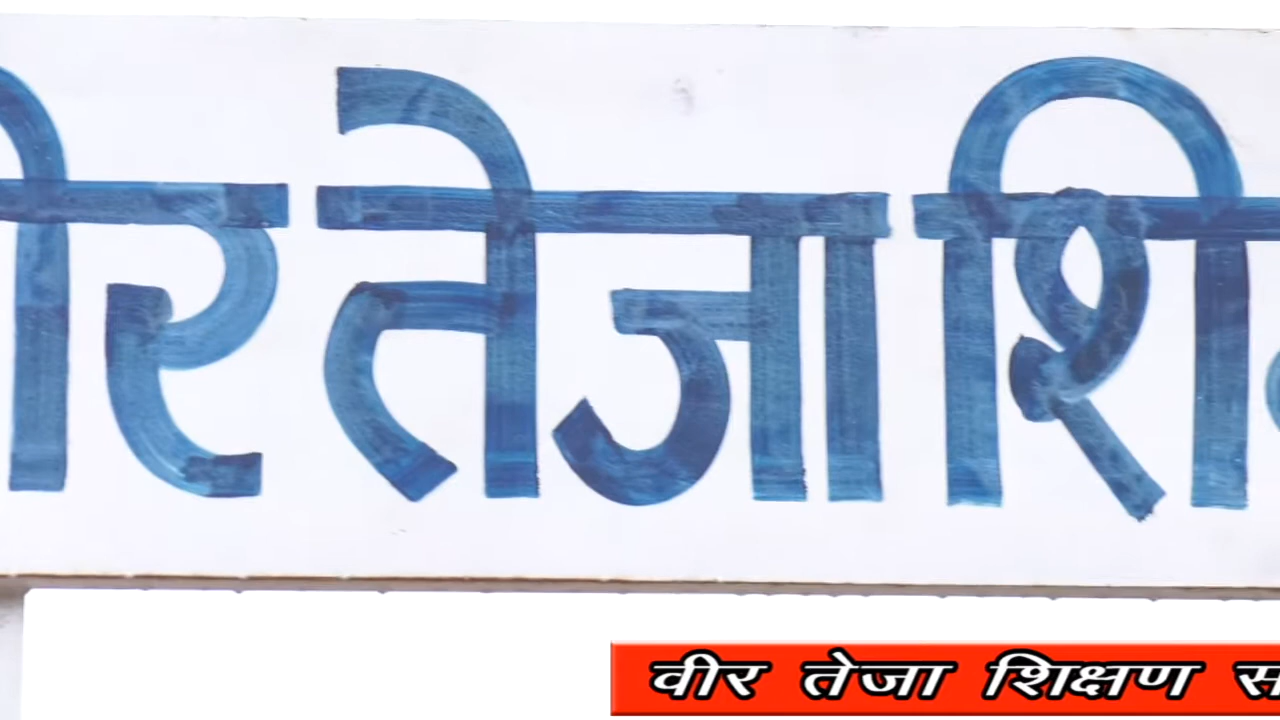 वीर तेजा शि
वीर तेजा शिक्षण स